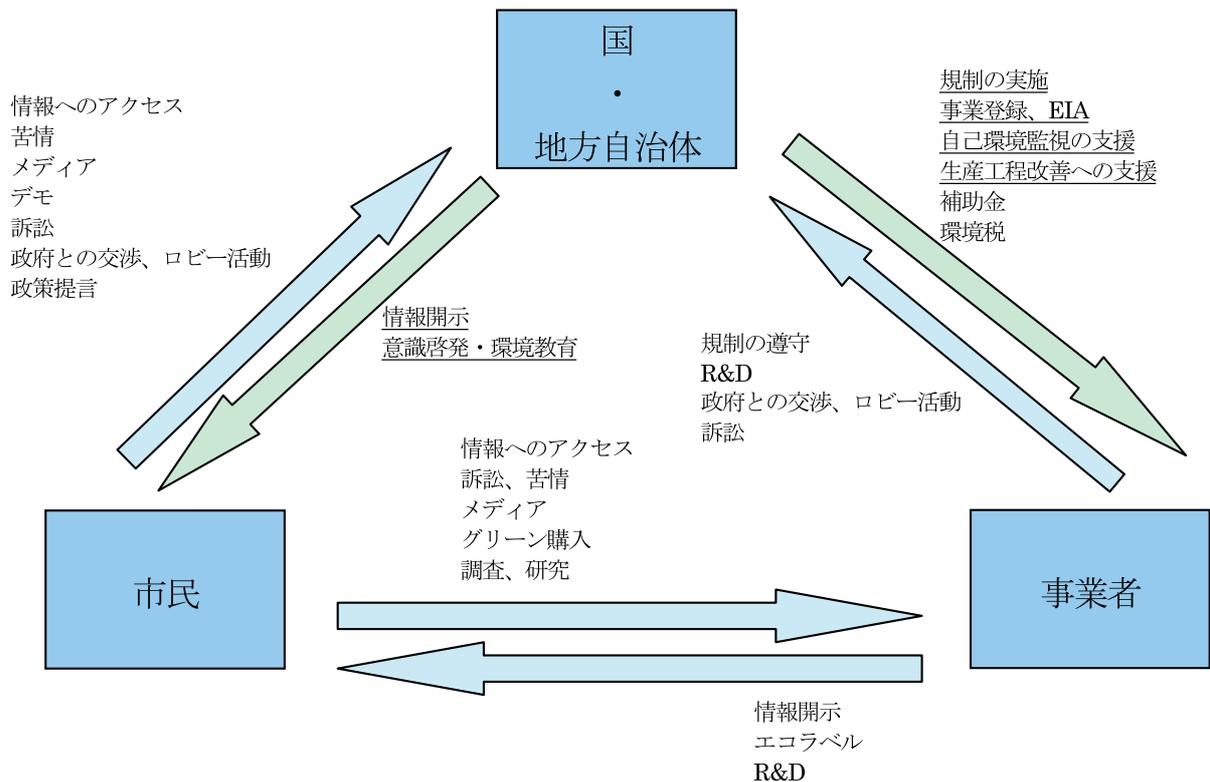 国
・
地方自治体
情報へのアクセス
苦情
メディア
デモ
訴訟
政府との交渉、ロビー活動
政策提言
規制の実施
事業登録、EIA
自己環境監視の支援
生産工程改善への支援
補助金
環境税
情報開示
意識啓発・環境教育
規制の遵守
R&D
政府との交渉、ロビー活動
訴訟
情報へのアクセス
訴訟、苦情
メディア
グリーン購入
調査、研究
市民
事業者
情報開示
エコラベル
R&D